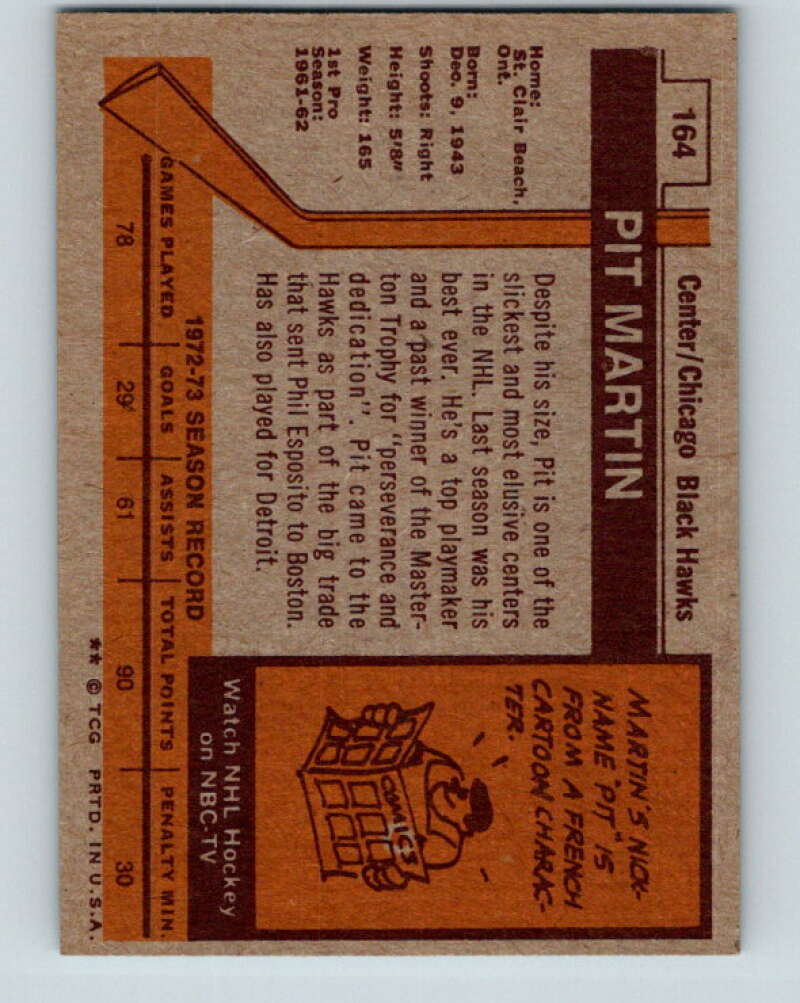 164
Center/Chicago Black Hawks
PIT MARTIN
Home:
St. Clair Beach,
Ont.
Born:
Dec. 9, 1943
Shoots: Right
Height: 5'8"
Weight: 165
1st Pro
Season:
1961-62
Despite his size, Pit is one of the
slickest and most elusive centers
in the NHL. Last season was his
best ever. He's a top playmaker
and a past winner of the Master-
ton Trophy for "perseverance and
dedication". Pit came to the
Hawks as part of the big trade
that sent Phil Esposito to Boston.
Has also played for Detroit.
MARTIN'S NICK-
NAME "PIT" IS
FROM A FRENCH
CARTOON CHARAC-
TER.
COMICS
Watch NHL Hockey
on NBC-TV
1972-73 SEASON RECORD
GAMES PLAYED GOALS ASSISTS TOTAL POINTS PENALTY MIN.
78 29 61 90 30
** © TCG PRTD. IN U.S.A.